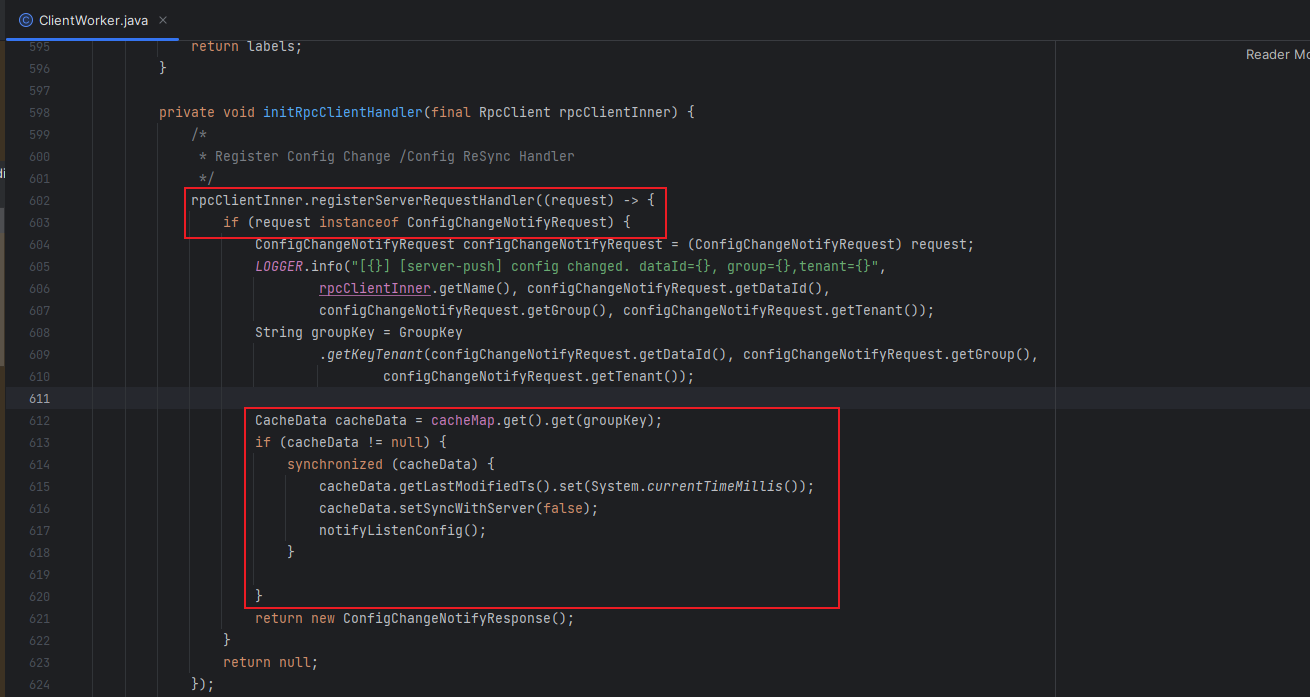 ClientWorker.java
Reader Mo
595 return labels;
596 }
597
598 private void initRpcClientHandler(final RpcClient rpcClientInner) {
599 /*
600 * Register Config Change /Config ReSync Handler
601 */
602 rpcClientInner.registerServerRequestHandler((request) -> {
603 if (request instanceof ConfigChangeNotifyRequest) {
604 ConfigChangeNotifyRequest configChangeNotifyRequest = (ConfigChangeNotifyRequest) request;
605 LOGGER.info("[{}] [server-push] config changed. dataId={}, group={},tenant={}",
606 rpcClientInner.getName(), configChangeNotifyRequest.getDataId(),
607 configChangeNotifyRequest.getGroup(), configChangeNotifyRequest.getTenant());
608 String groupKey = GroupKey
609 .getKeyTenant(configChangeNotifyRequest.getDataId(), configChangeNotifyRequest.getGroup(),
610 configChangeNotifyRequest.getTenant());
611
612 CacheData cacheData = cacheMap.get().get(groupKey);
613 if (cacheData != null) {
614 synchronized (cacheData) {
615 cacheData.getLastModifiedTs().set(System.currentTimeMillis());
616 cacheData.setSyncWithServer(false);
617 notifyListenConfig();
618 }
619
620 }
621 return new ConfigChangeNotifyResponse();
622 }
623 return null;
624 });